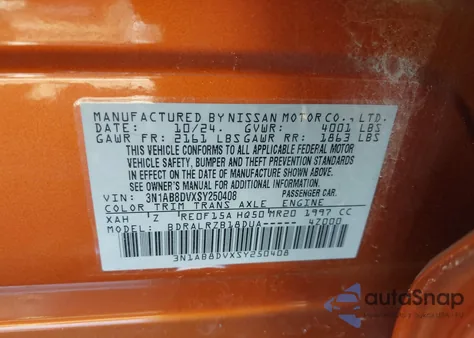 MANUFACTURED BY NISSAN MOTOR CO., LTD.
DATE: 10/24. GVWR: 4001 LBS
GAWR FR: 2161 LBS GAWR RR: 1863 LBS
THIS VEHICLE CONFORMS TO ALL APPLICABLE FEDERAL MOTOR
VEHICLE SAFETY, BUMPER AND THEFT PREVENTION STANDARDS
IN EFFECT ON THE DATE OF MANUFACTURE SHOWN ABOVE.
SEE OWNER'S MANUAL FOR ADDITIONAL INFORMATION
VIN: 3N1AB8DVXSY250408 PASSENGER CAR.
COLOR TRIM TRANS AXLE ENGINE
XAH 'Z RE0F15A HQ50 MR20 1997 CC
MODEL: BDRALRZB18DUA----- 4Z000
3N1AB8DVXSY250408
autoSnap